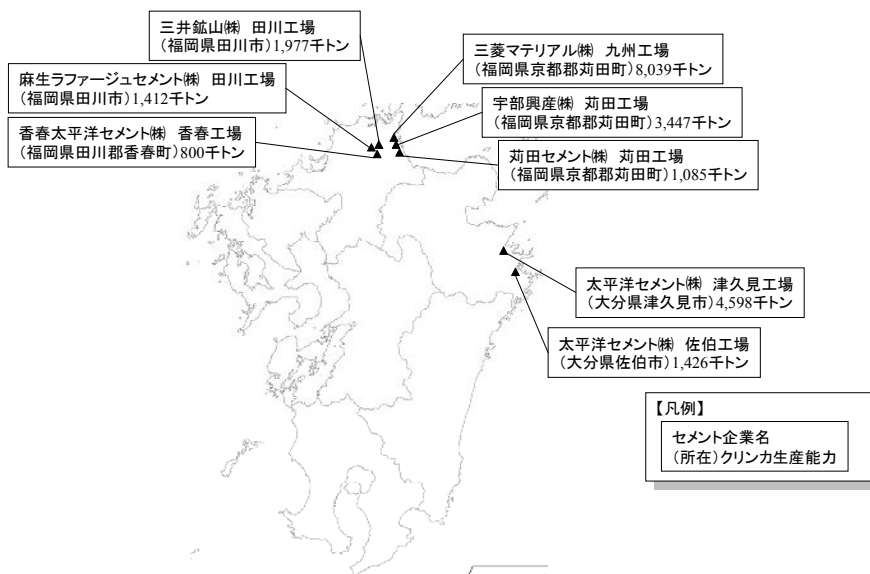 三井鉱山㈱ 田川工場
(福岡県田川市)1,977千トン
麻生ラファージュセメント㈱ 田川工場
(福岡県田川市)1,412千トン
香春太平洋セメント㈱ 香春工場
(福岡県田川郡香春町)800千トン
三菱マテリアル㈱ 九州工場
(福岡県京都郡苅田町)8,039千トン
宇部興産㈱ 苅田工場
(福岡県京都郡苅田町)3,447千トン
苅田セメント㈱ 苅田工場
(福岡県京都郡苅田町)1,085千トン
太平洋セメント㈱ 津久見工場
(大分県津久見市)4,598千トン
太平洋セメント㈱ 佐伯工場
(大分県佐伯市)1,426千トン
【凡例】
セメント企業名
(所在)クリンカ生産能力